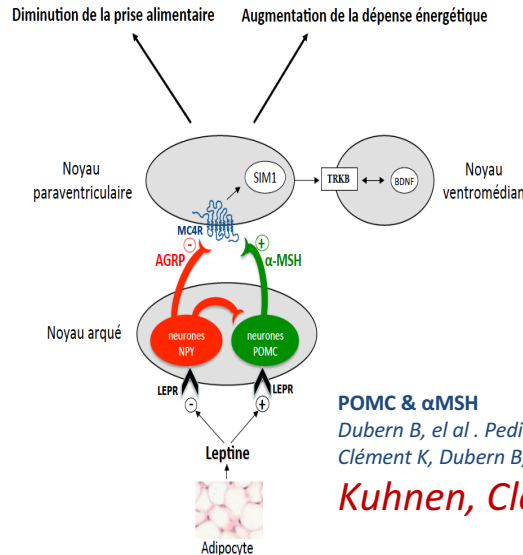 Diminution de la prise alimentaire
Augmentation de la dépense énergétique
Noyau
paraventriculaire
SIM1
TRKB
BDNF
Noyau
ventromédian
MC4R
-
+
AGRP
α-MSH
Noyau arqué
neurones
NPY
neurones
POMC
LEPR
LEPR
-
+
Leptine
Adipocyte
POMC & αMSH
Dubern B, el al . Pedi
Clément K, Dubern B,
Kuhnen, Clé